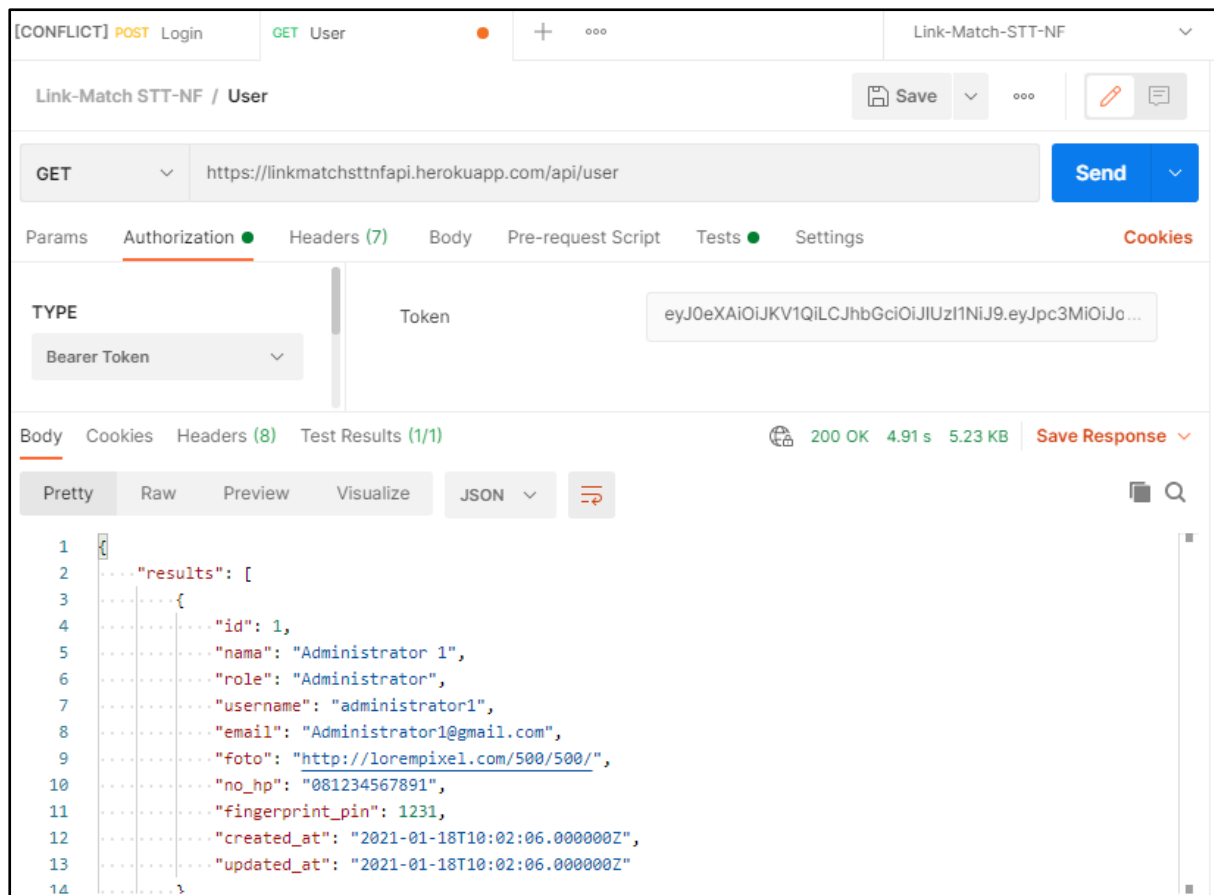 [CONFLICT] POST Login GET User + ooo Link-Match-STT-NF
Link-Match STT-NF / User Save ooo
GET https://linkmatchsttnfapi.herokuapp.com/api/user Send
Params Authorization Headers (7) Body Pre-request Script Tests Settings Cookies
TYPE Token eyJ0eXAiOiJKV1QiLCJhbGciOiJIUzI1NiJ9.eyJpc3MiOiJo...
Bearer Token
Body Cookies Headers (8) Test Results (1/1) 200 OK 4.91 s 5.23 KB Save Response
Pretty Raw Preview Visualize JSON
1 {
2 "results": [
3 {
4 "id": 1,
5 "nama": "Administrator 1",
6 "role": "Administrator",
7 "username": "administrator1",
8 "email": "Administrator1@gmail.com",
9 "foto": "http://lorempixel.com/500/500/",
10 "no_hp": "081234567891",
11 "fingerprint_pin": 1231,
12 "created_at": "2021-01-18T10:02:06.000000Z",
13 "updated_at": "2021-01-18T10:02:06.000000Z"
14 }